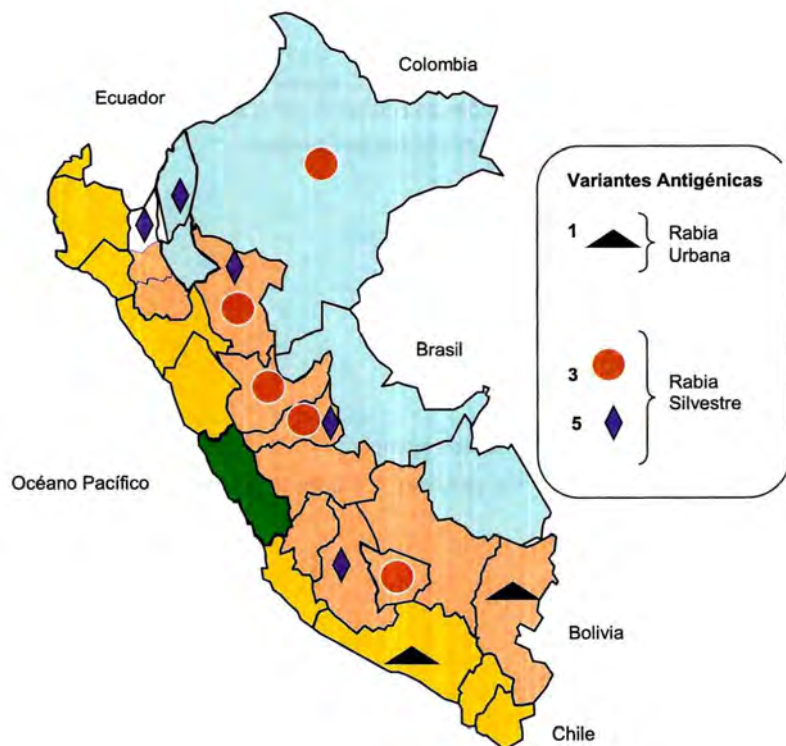 Colombia
Ecuador
Brasil
Océano Pacífico
Bolivia
Chile
Variantes Antigénicas
1
Rabia
Urbana
3
Rabia
Silvestre
5